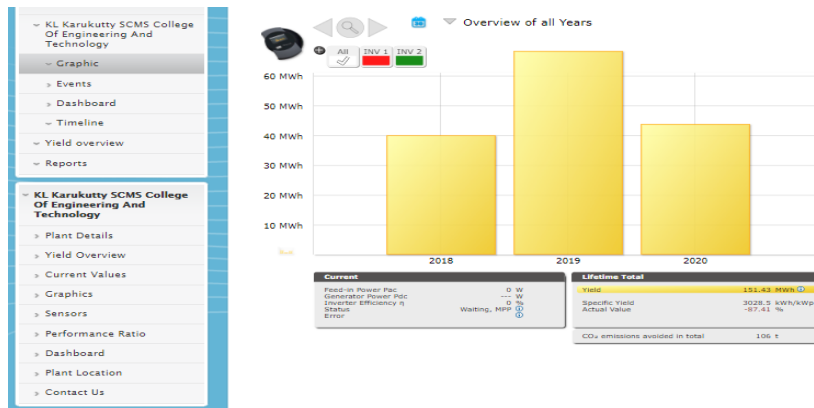 KL Karukutty SCMS College
Of Engineering And
Technology
Graphic
Events
Dashboard
Timeline
Yield overview
Reports
KL Karukutty SCMS College
Of Engineering And
Technology
Plant Details
Yield Overview
Current Values
Graphics
Sensors
Performance Ratio
Dashboard
Plant Location
Contact Us
Overview of all Years
All INV 1 INV 2
60 MWh
50 MWh
40 MWh
30 MWh
20 MWh
10 MWh
2018 2019 2020
Current
Feed-in Power Pac 0 W
Generator Power Pdc --- W
Inverter Efficiency η 0 %
Status Waiting, MPP
Error
Lifetime Total
Yield 151.43 MWh
Specific Yield 3028.5 kWh/kWp
Actual Value -87.41 %
CO₂ emissions avoided in total 106 t